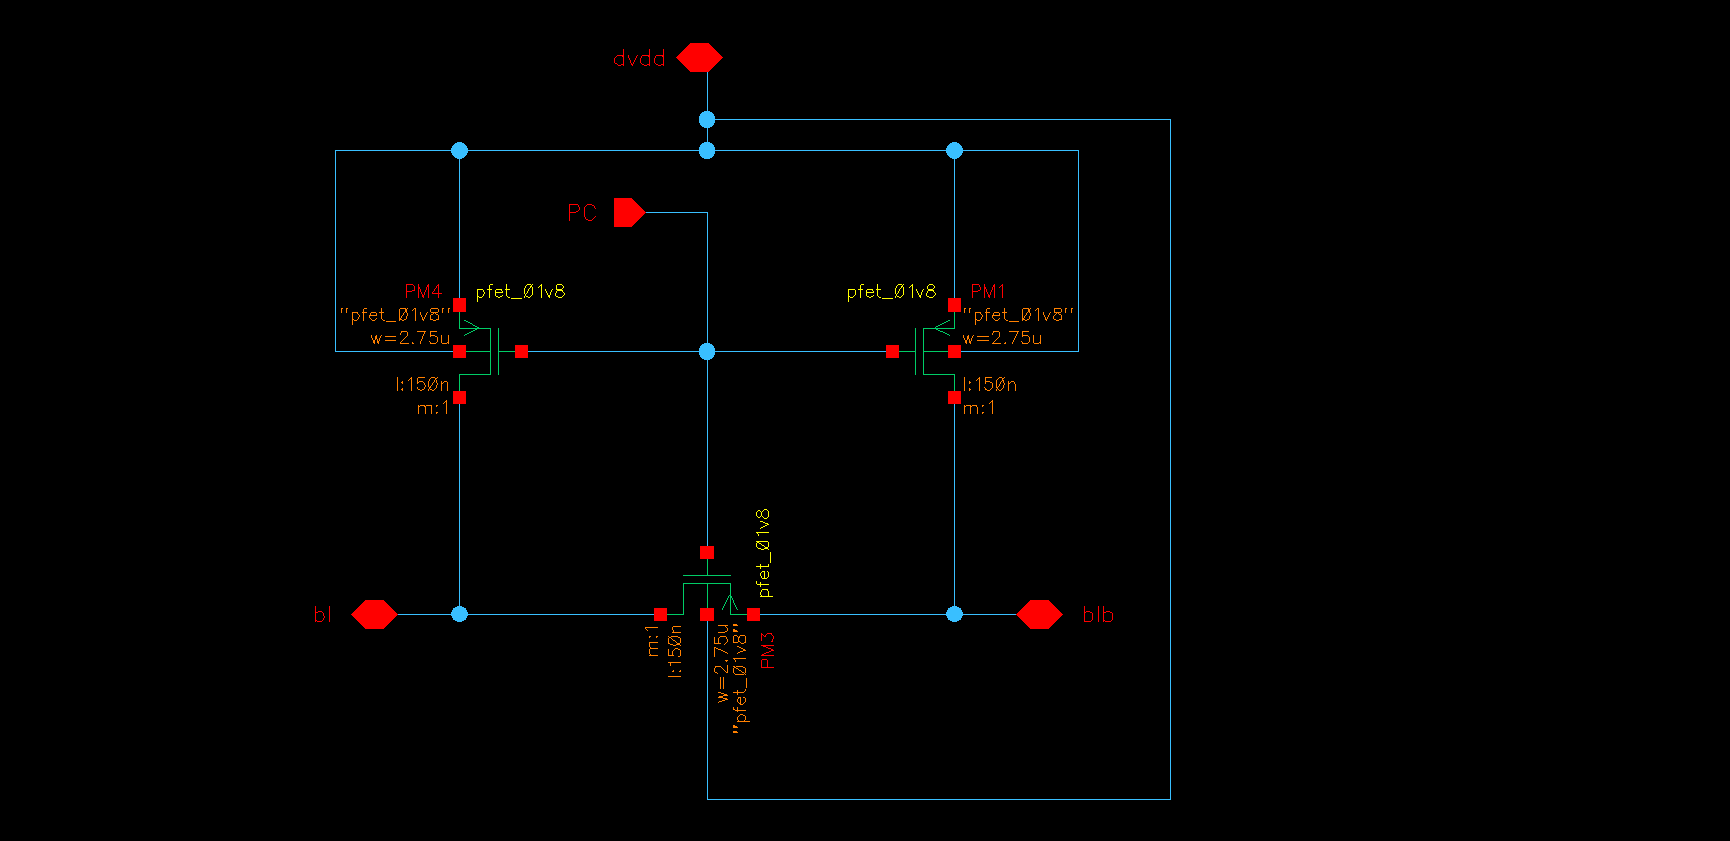 dvdd
PC
PM4
pfet_01v8
"pfet_01v8"
w=2.75u
l:150n
m:1
pfet_01v8
PM1
"pfet_01v8"
w=2.75u
l:150n
m:1
bl
m:1
l:150n
w=2.75u
"pfet_01v8"
pfet_01v8
PM3
blb